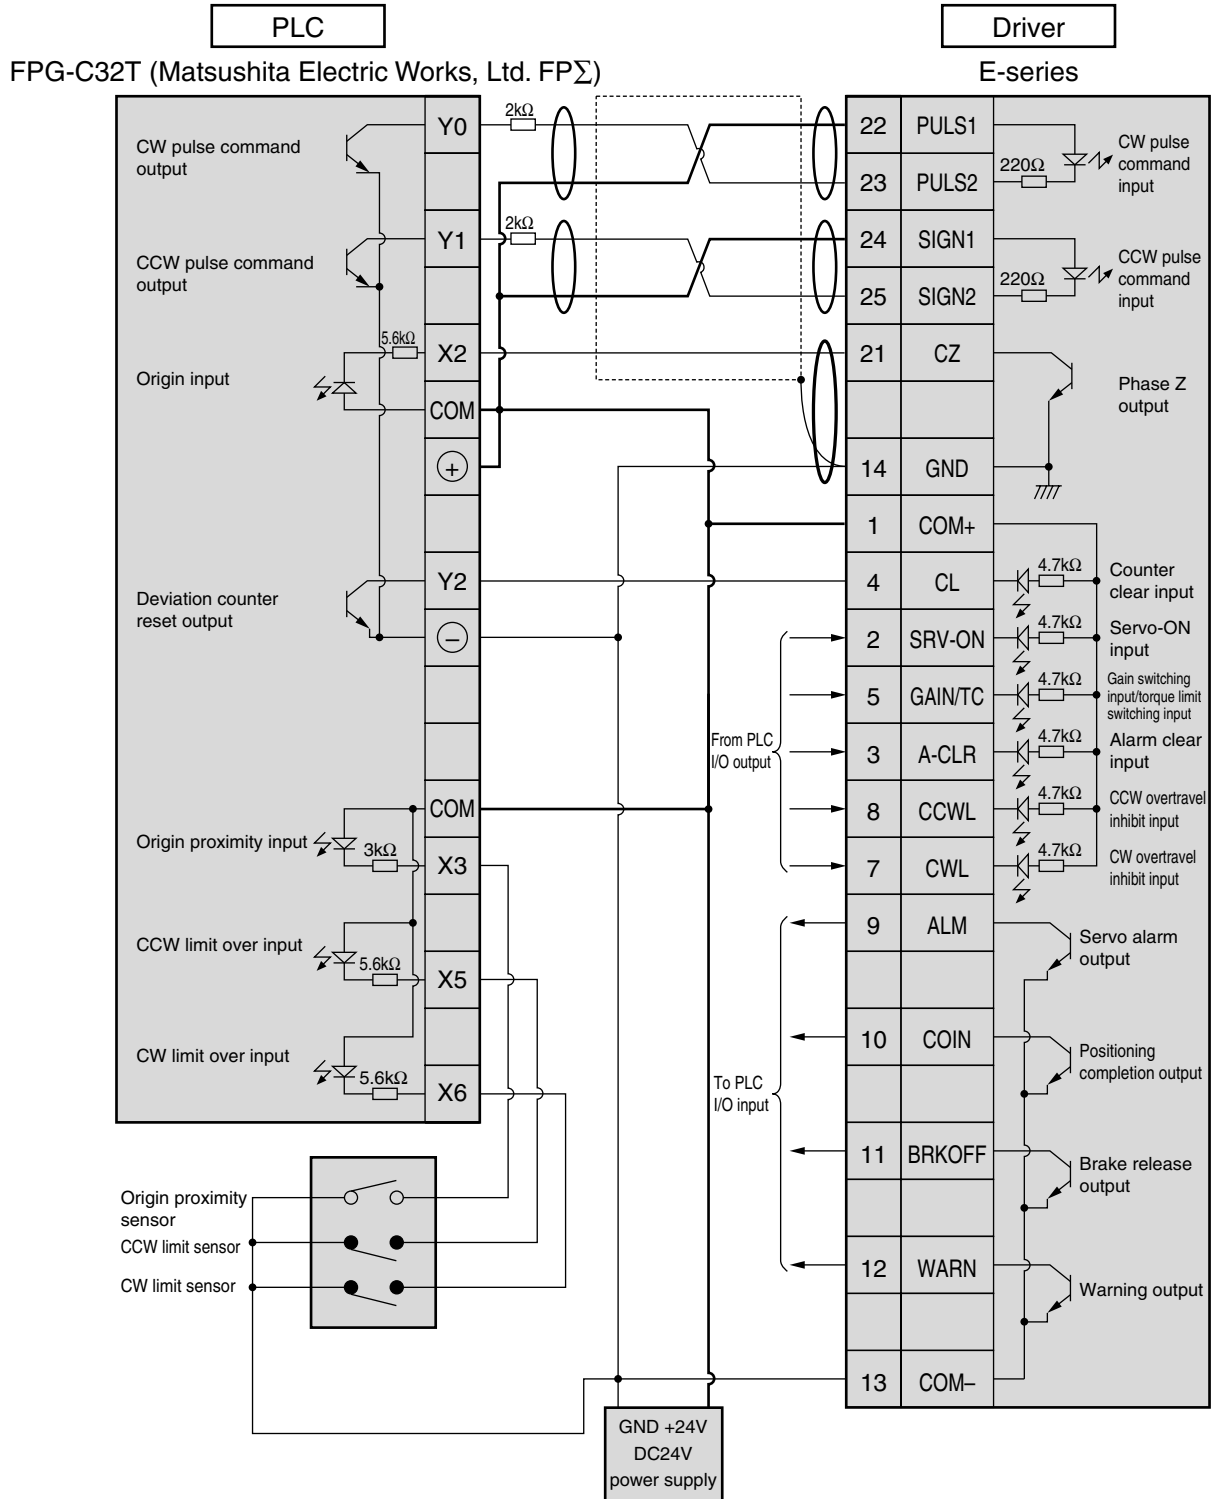 PLC
Driver
FPG-C32T (Matsushita Electric Works, Ltd. FPΣ)
E-series
CW pulse command
output
CCW pulse command
output
Origin input
Deviation counter
reset output
Origin proximity input
CCW limit over input
CW limit over input
5.6kΩ
3kΩ
5.6kΩ
5.6kΩ
Y0
Y1
X2
COM
+
Y2
–
COM
X3
X5
X6
2kΩ
2kΩ
From PLC
I/O output
To PLC
I/O input
22 PULS1
23 PULS2
24 SIGN1
25 SIGN2
21 CZ
14 GND
1 COM+
4 CL
2 SRV-ON
5 GAIN/TC
3 A-CLR
8 CCWL
7 CWL
9 ALM
10 COIN
11 BRKOFF
12 WARN
13 COM–
220Ω
CW pulse
command
input
220Ω
CCW pulse
command
input
Phase Z
output
4.7kΩ
Counter
clear input
4.7kΩ
Servo-ON
input
4.7kΩ
Gain switching
input/torque limit
switching input
4.7kΩ
Alarm clear
input
4.7kΩ
CCW overtravel
inhibit input
4.7kΩ
CW overtravel
inhibit input
Servo alarm
output
Positioning
completion output
Brake release
output
Warning output
Origin proximity
sensor
CCW limit sensor
CW limit sensor
GND +24V
DC24V
power supply